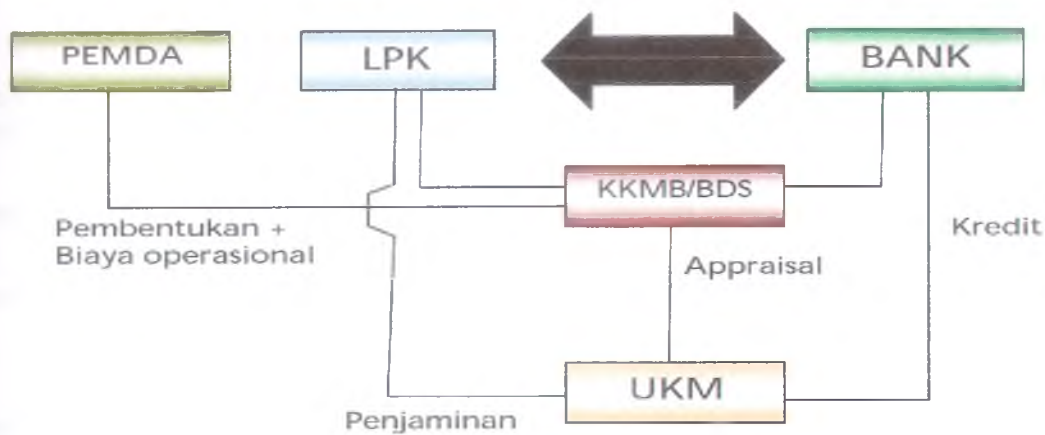 PEMDA
LPK
BANK
KKMB/BDS
Pembentukan +
Biaya operasional
Kredit
Appraisal
UKM
Penjaminan